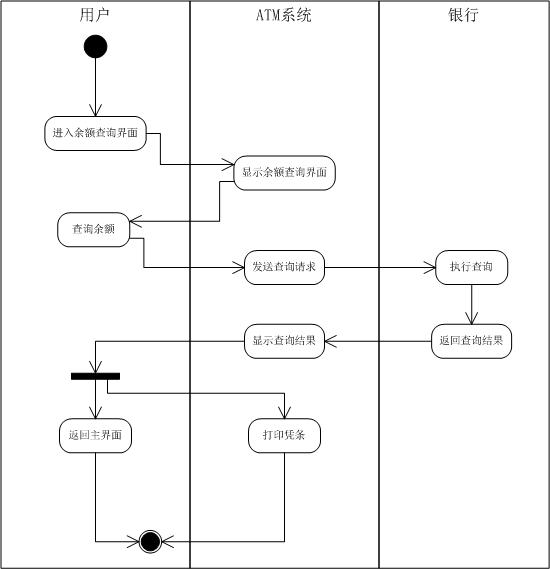 用户
ATM系统
银行
进入余额查询界面
显示余额查询界面
查询余额
发送查询请求
执行查询
显示查询结果
返回查询结果
返回主界面
打印凭条